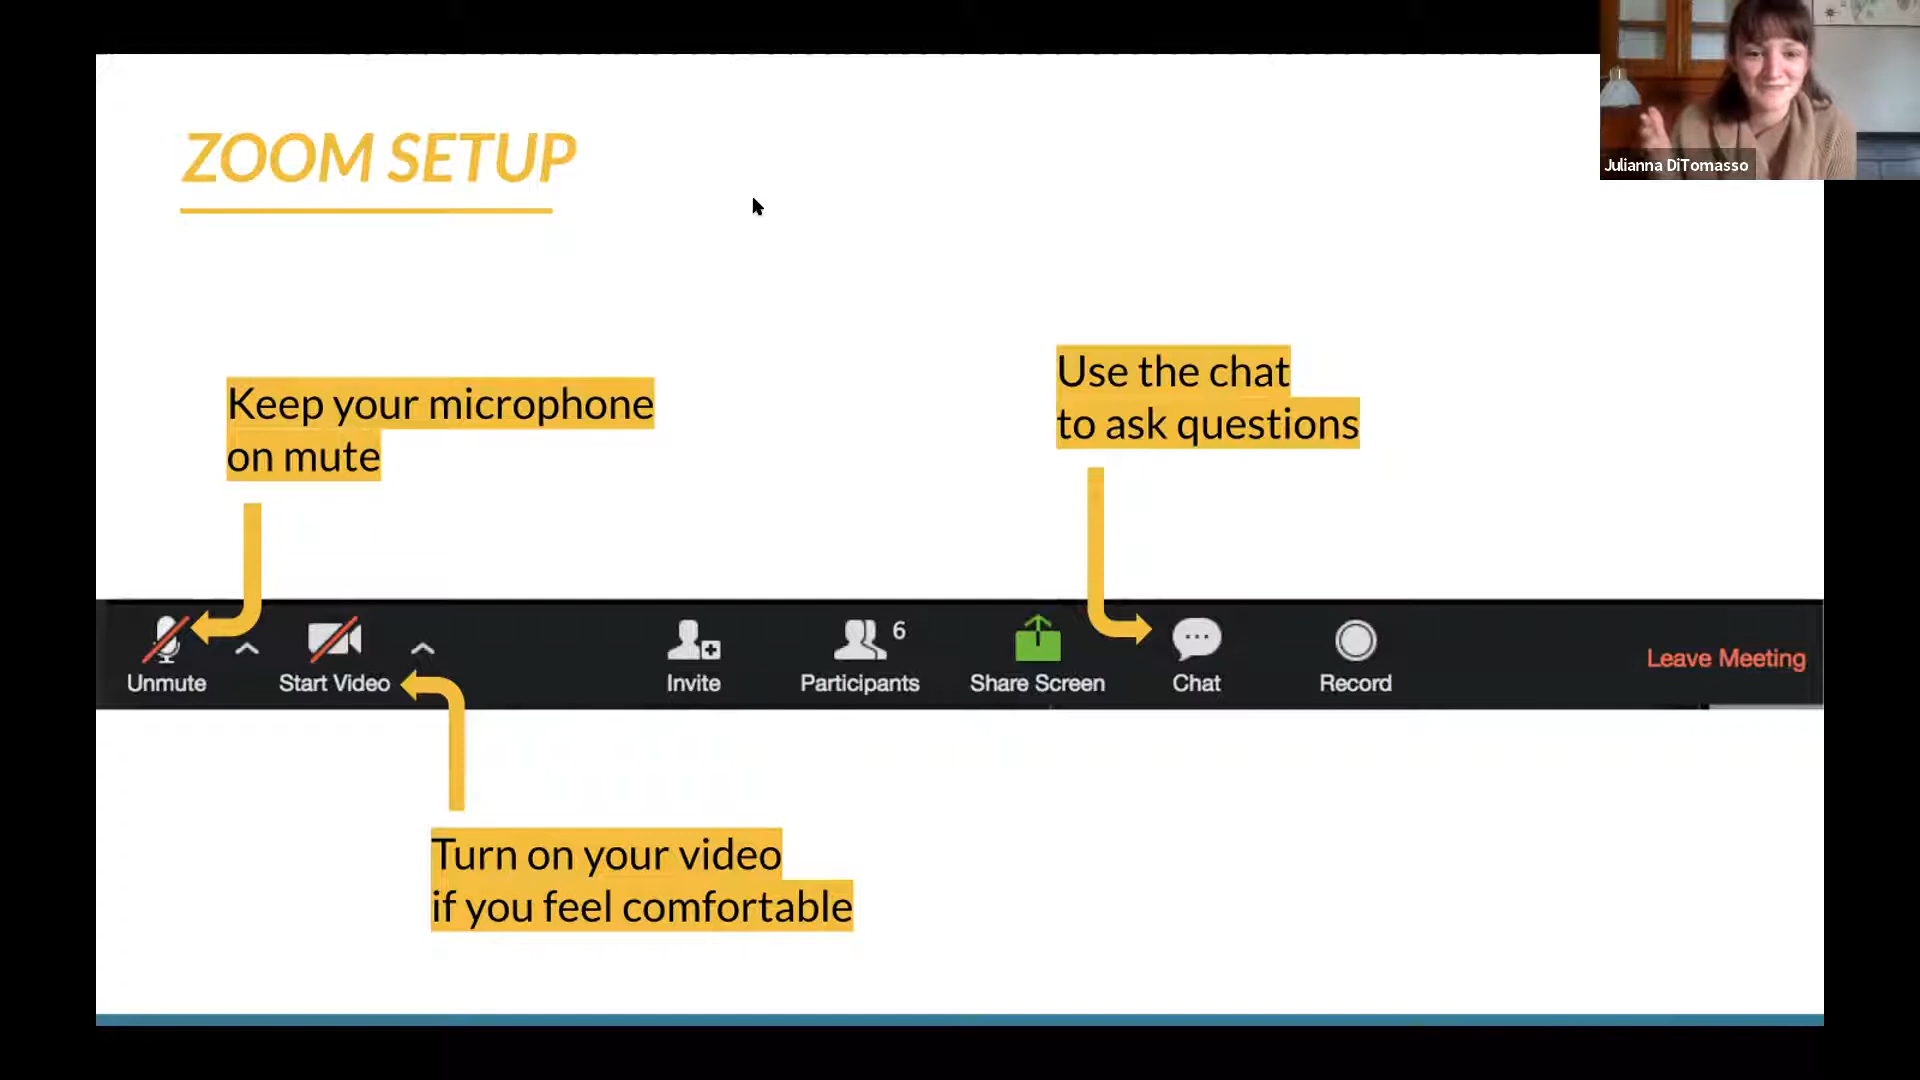 ZOOM SETUP
Julianna DiTomasso
Keep your microphone
on mute
Use the chat
to ask questions
6
Unmute
Start Video
Invite
Participants
Share Screen
Chat
Record
Leave Meeting
Turn on your video
if you feel comfortable